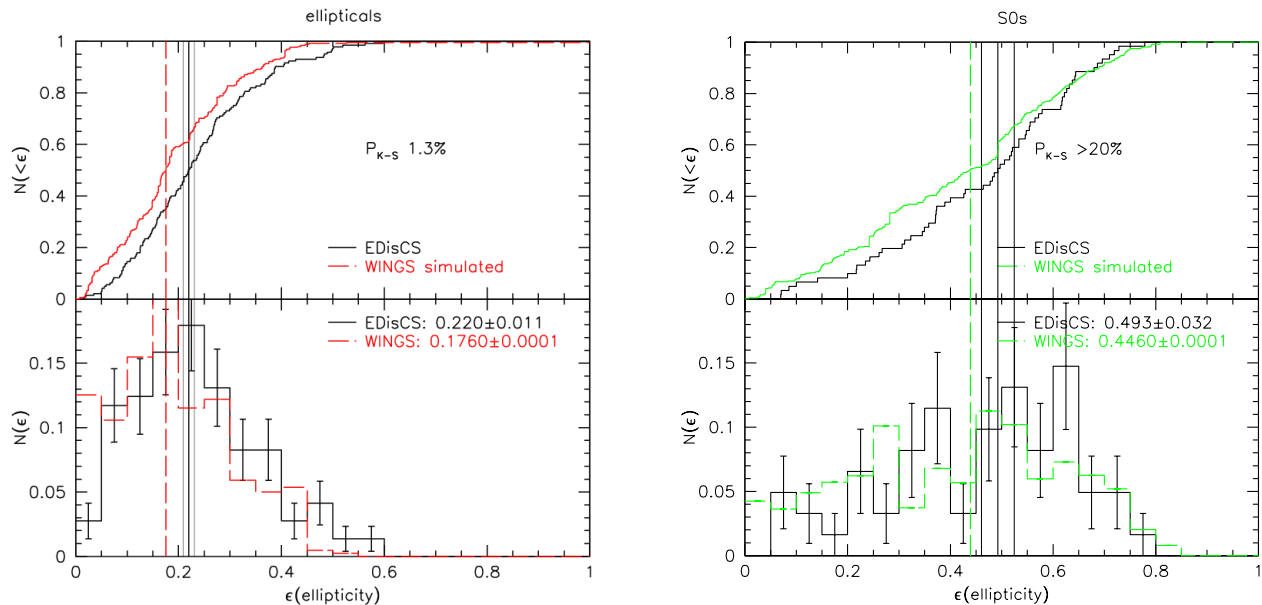 ellipticals
S0s
1
0.8
0.6
0.4
0.2
0
N(<ϵ)
P_K-S 1.3%
EDisCS
WINGS simulated
1
0.8
0.6
0.4
0.2
0
N(<ϵ)
P_K-S >20%
EDisCS
WINGS simulated
0.15
0.1
0.05
0
N(ϵ)
EDisCS: 0.220±0.011
WINGS: 0.1760±0.0001
0.15
0.1
0.05
0
N(ϵ)
EDisCS: 0.493±0.032
WINGS: 0.4460±0.0001
0 0.2 0.4 0.6 0.8 1
ϵ(ellipticity)
0 0.2 0.4 0.6 0.8 1
ϵ(ellipticity)